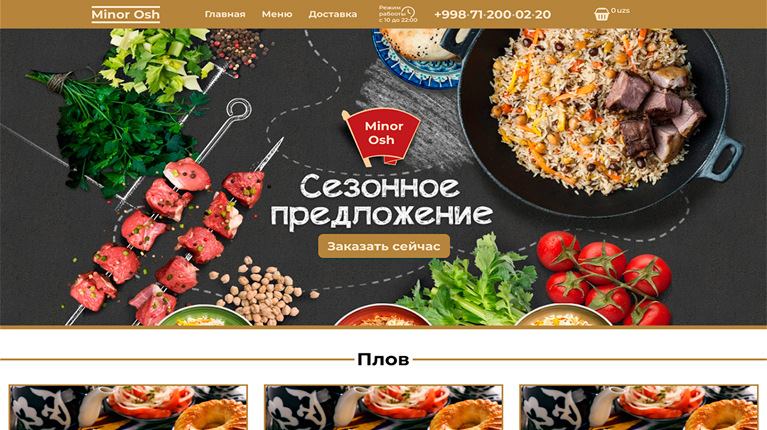 Minor Osh
Главная
Меню
Доставка
Режим
работы
с 10 до 22:00
+998-71-200-02-20
0 uzs
Minor
Osh
Сезонное
предложение
Заказать сейчас
Плов